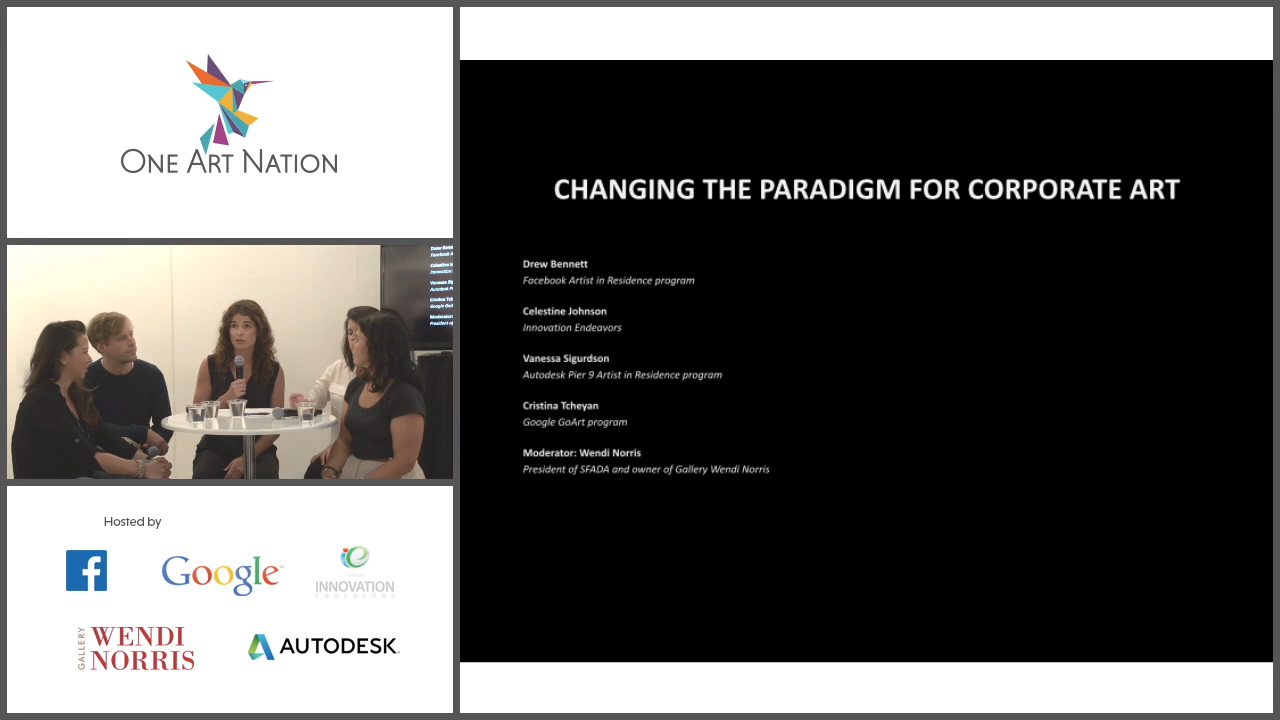 ONE ART NATION
Hosted by
Google
INNOVATION
ENDEAVORS
GALLERY
WENDI
NORRIS
AUTODESK.
CHANGING THE PARADIGM FOR CORPORATE ART
Drew Bennett
Facebook Artist in Residence program
Celestine Johnson
Innovation Endeavors
Vanessa Sigurdson
Autodesk Pier 9 Artist in Residence program
Cristina Tcheyan
Google GoArt program
Moderator: Wendi Norris
President of SFADA and owner of Gallery Wendi Norris